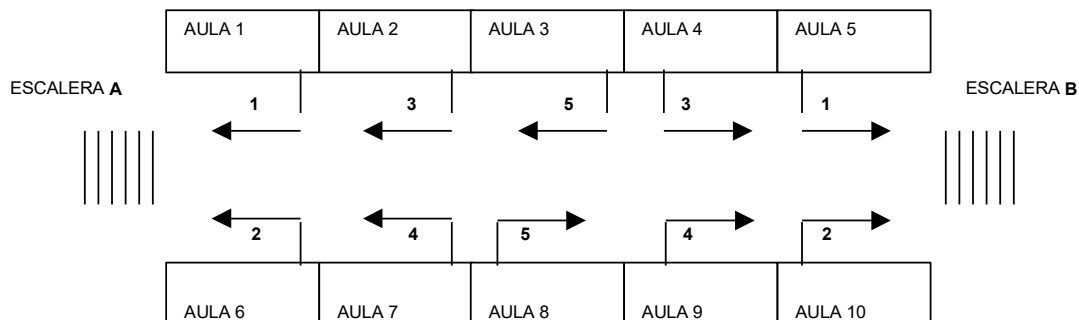 AULA 1 AULA 2 AULA 3 AULA 4 AULA 5
ESCALERA A ESCALERA B
1 3 5 3 1
2 4 5 4 2
AULA 6 AULA 7 AULA 8 AULA 9 AULA 10